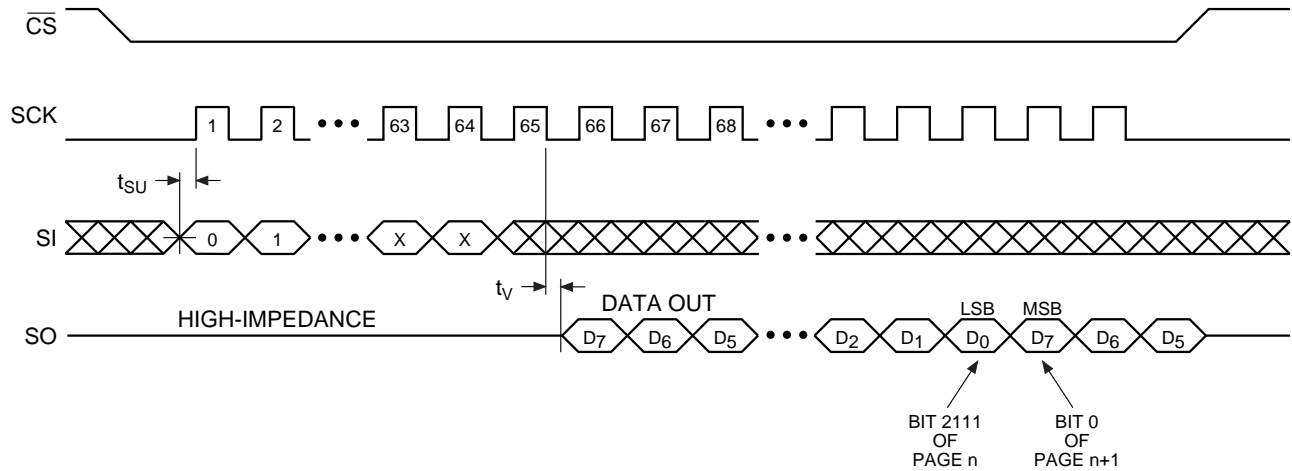 CS
SCK
1 2 ••• 63 64 65 66 67 68 •••
tSU
SI
0 1 ••• X X •••
tV
DATA OUT
HIGH-IMPEDANCE
LSB MSB
SO
D7 D6 D5 ••• D2 D1 D0 D7 D6 D5
BIT 2111
OF
PAGE n
BIT 0
OF
PAGE n+1